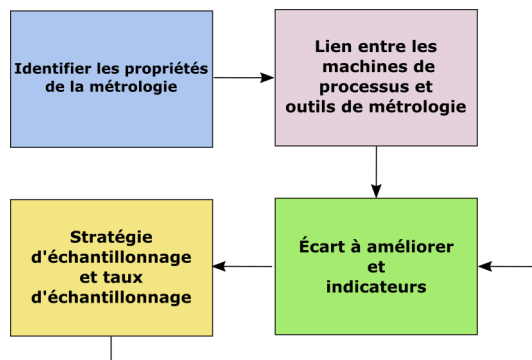 Identifier les propriétés
de la métrologie
Lien entre les
machines de
processus et
outils de métrologie
Stratégie
d'échantillonnage
et taux
d'échantillonnage
Écart à améliorer
et
indicateurs